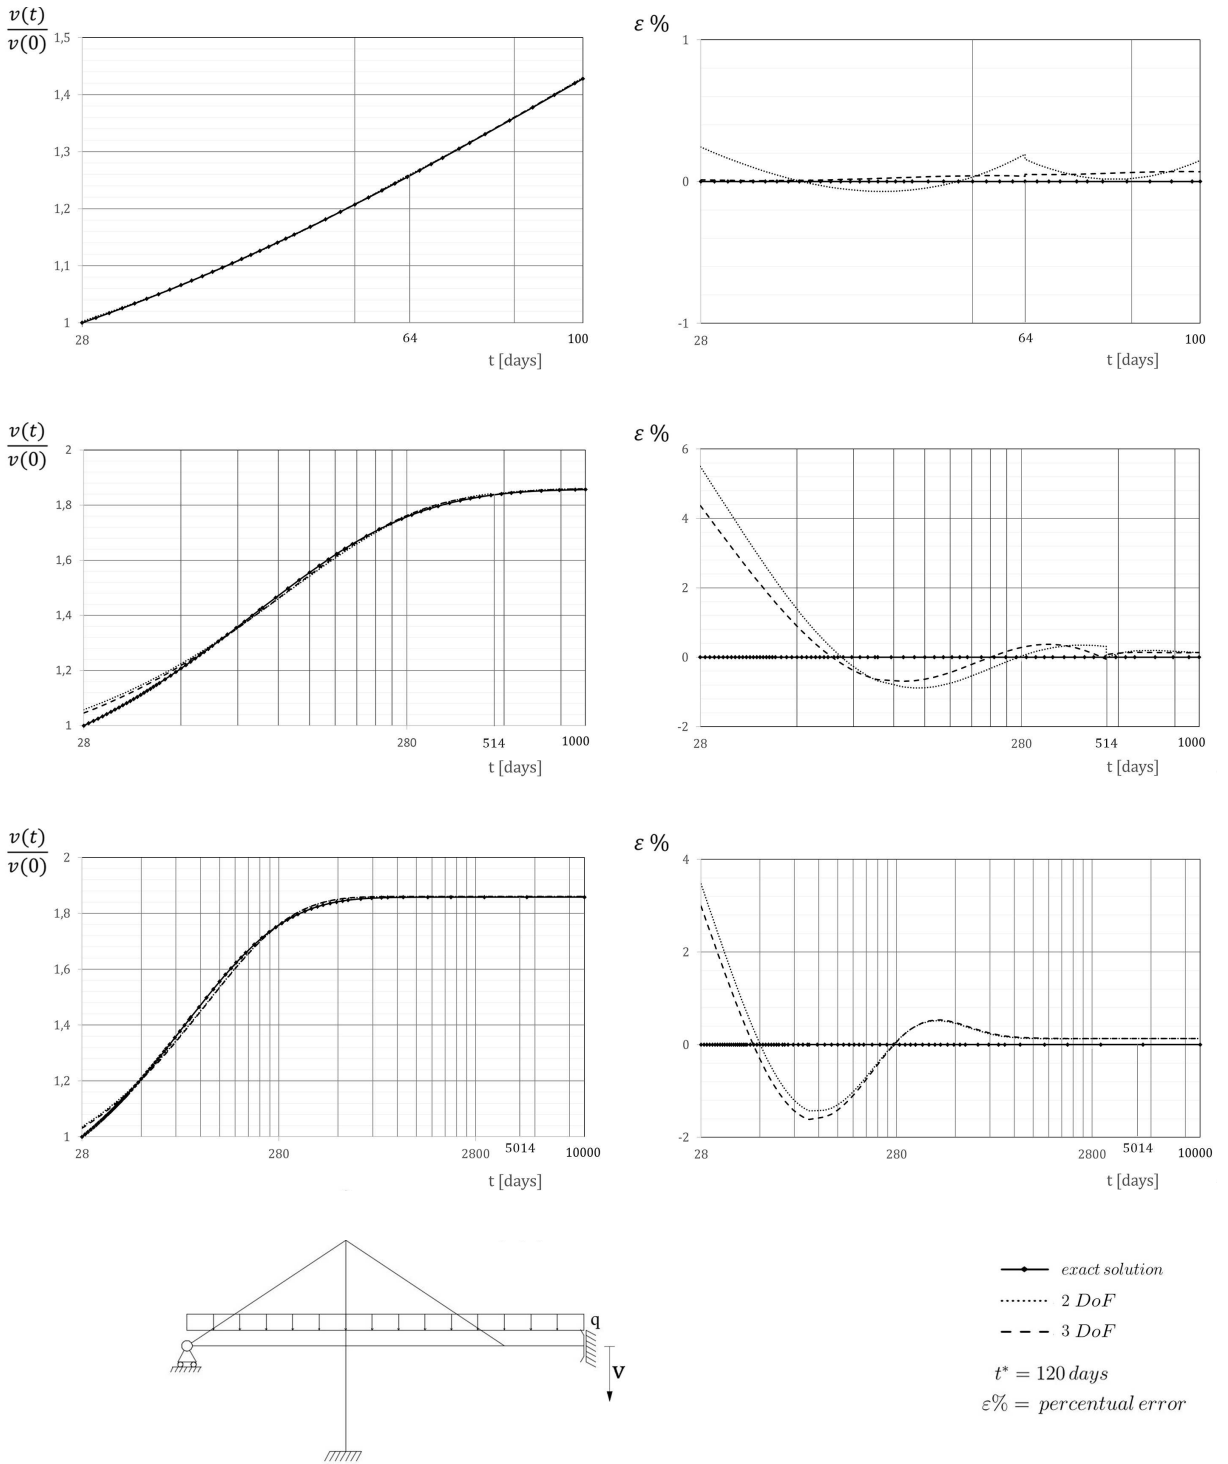 v(t)
v(0)
1,5
1,4
1,3
1,2
1,1
1
28
64
100
t [days]
ε %
1
0
-1
28
64
100
t [days]
v(t)
v(0)
2
1,8
1,6
1,4
1,2
1
28
280
514
1000
t [days]
ε %
6
4
2
0
-2
28
280
514
1000
t [days]
v(t)
v(0)
2
1,8
1,6
1,4
1,2
1
28
280
2800
5014
10000
t [days]
ε %
4
2
0
-2
28
280
2800
5014
10000
t [days]
q
v
exact solution
2 DoF
3 DoF
t* = 120 days
ε% = percentual error